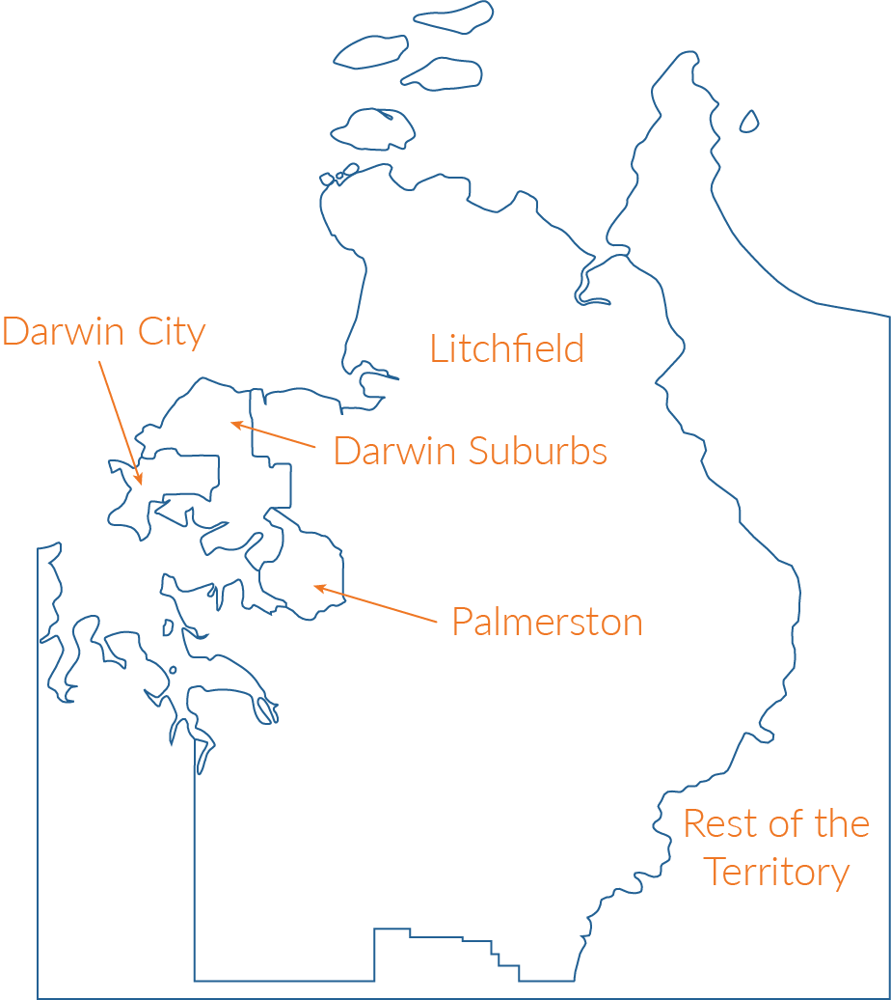 Darwin City
Litchfield
Darwin Suburbs
Palmerston
Rest of the
Territory